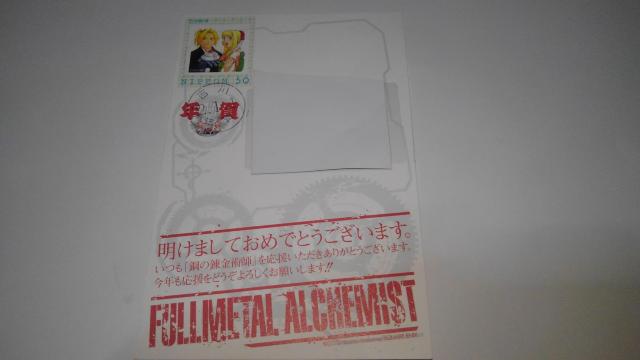 NIPPON 50
年賀
明けましておめでとうございます。
いつも「鋼の錬金術師」を応援いただきありがとうございます。
今年も応援をどうぞよろしくお願いします!!
FULLMETAL ALCHEMIST